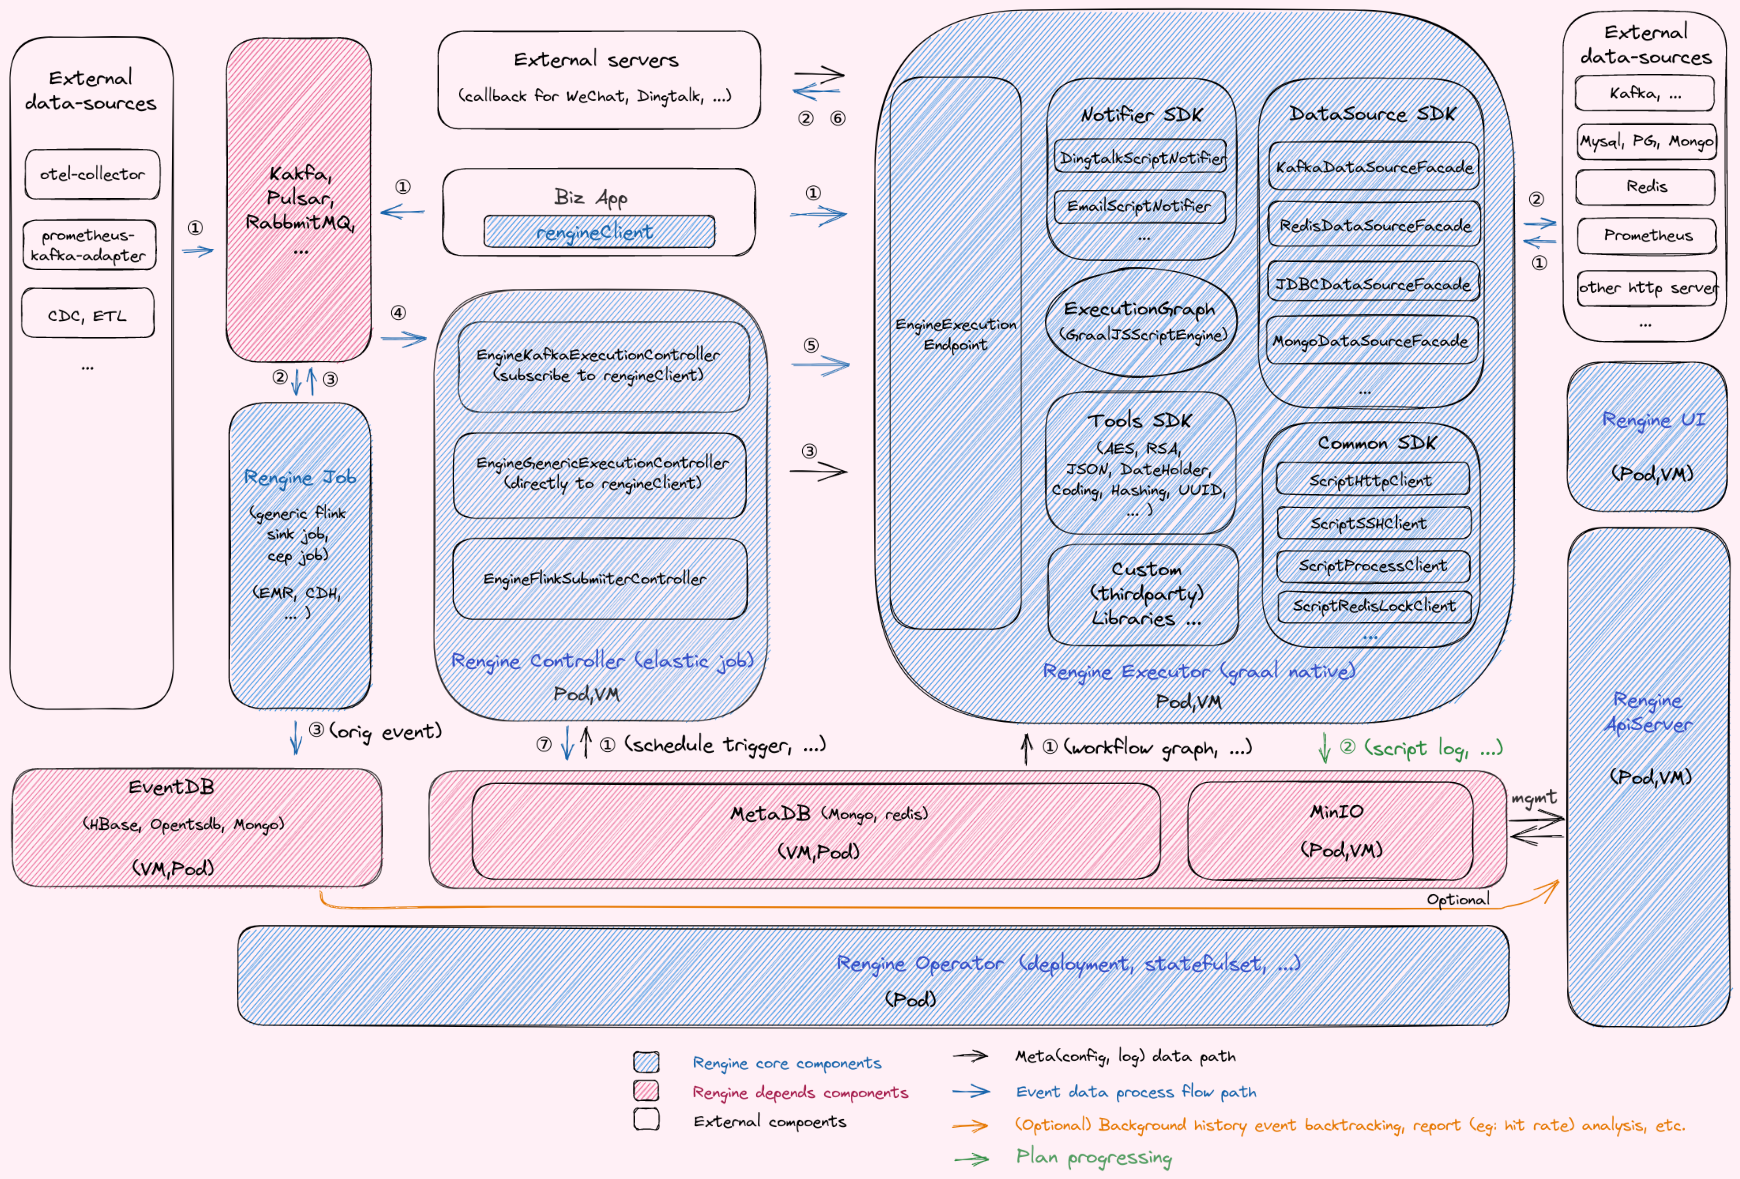 External
data-sources
otel-collector
prometheus-
kafka-adapter
CDC, ETL
...
①
Kakfa,
Pulsar,
RabbmitMQ,
...
② ③
Rengine Job
(generic flink
sink job,
cep job)
(EMR, CDH,
... )
③ (orig event)
External servers
(callback for WeChat, Dingtalk, ...)
② ⑥
①
Biz App
rengineClient
①
④
EngineKafkaExecutionController
(subscribe to rengineClient)
⑤
EngineGenericExecutionController
(directly to rengineClient)
③
EngineFlinkSubmiiterController
Rengine Controller (elastic job)
Pod,VM
⑦ ① (schedule trigger, ...)
EngineExecution
Endpoint
Notifier SDK
DingtalkScriptNotifier
EmailScriptNotifier
...
ExecutionGraph
(GraalJSScriptEngine)
Tools SDK
(AES, RSA,
JSON, DateHolder,
Coding, Hashing, UUID,
... )
Custom
(thirdparty)
Libraries ...
DataSource SDK
KafkaDataSourceFacade
RedisDataSourceFacade
JDBCDataSourceFacade
MongoDataSourceFacade
...
Common SDK
ScriptHttpClient
ScriptSSHClient
ScriptProcessClient
ScriptRedisLockClient
...
Rengine Executor (graal native)
Pod,VM
① (workflow graph, ...)
② (script log, ...)
②
①
External
data-sources
Kafka, ...
Mysal, PG, Mongo
Redis
Prometheus
other http server
...
Rengine UI
(Pod,VM)
Rengine
ApiServer
(Pod,VM)
EventDB
(HBase, Opentsdb, Mongo)
(VM,Pod)
MetaDB (Mongo, redis)
(VM,Pod)
MinIO
(Pod,VM)
mgmt
Optional
Rengine Operator (deployment, statefulset, ...)
(Pod)
Rengine core components
Rengine depends components
External compoents
Meta(config, log) data path
Event data process flow path
(Optional) Background history event backtracking, report (eg: hit rate) analysis, etc.
Plan progressing